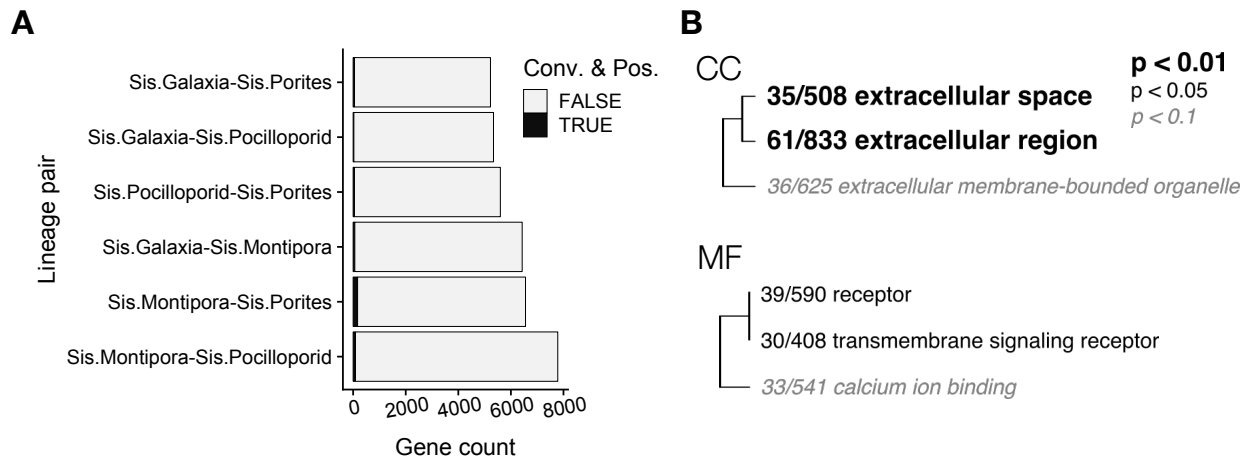 A
Lineage pair
Sis.Galaxia-Sis.Porites
Sis.Galaxia-Sis.Pocilloporid
Sis.Pocilloporid-Sis.Porites
Sis.Galaxia-Sis.Montipora
Sis.Montipora-Sis.Porites
Sis.Montipora-Sis.Pocilloporid
0 2000 4000 6000 8000
Gene count
Conv. & Pos.
FALSE
TRUE
B
CC
p < 0.01
p < 0.05
p < 0.1
35/508 extracellular space
61/833 extracellular region
36/625 extracellular membrane-bounded organelle
MF
39/590 receptor
30/408 transmembrane signaling receptor
33/541 calcium ion binding